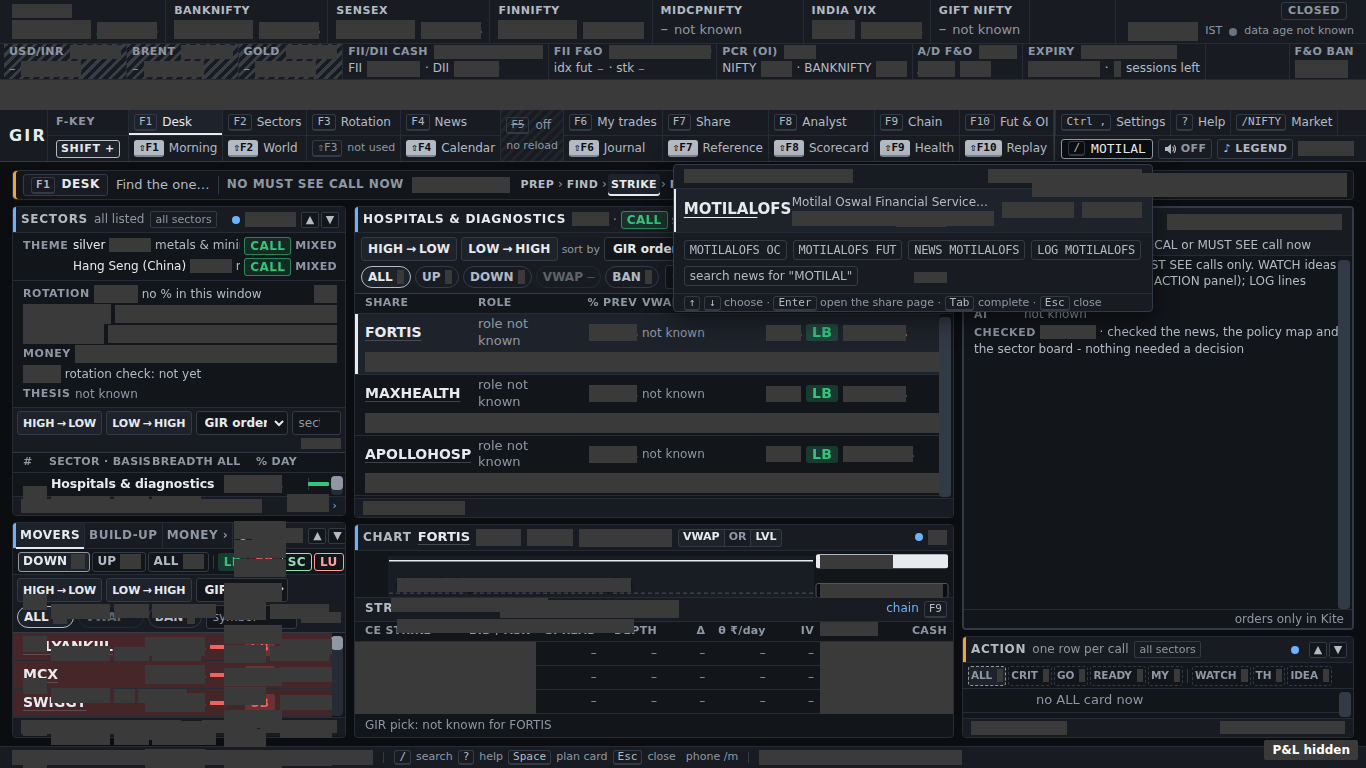 BANKNIFTY SENSEX FINNIFTY MIDCPNIFTY INDIA VIX GIFT NIFTY CLOSED
– not known – not known IST data age not known
USD/INR BRENT GOLD FII/DII CASH FII F&O PCR (OI) A/D F&O EXPIRY F&O BAN
– – – FII · DII idx fut – · stk – NIFTY · BANKNIFTY · sessions left
GIR F-KEY F1 Desk F2 Sectors F3 Rotation F4 News F5 off F6 My trades F7 Share F8 Analyst F9 Chain F10 Fut & OI Ctrl , Settings ? Help /NIFTY Market
SHIFT + ⇧F1 Morning ⇧F2 World ⇧F3 not used ⇧F4 Calendar no reload ⇧F6 Journal ⇧F7 Reference ⇧F8 Scorecard ⇧F9 Health ⇧F10 Replay / MOTILAL OFF ♪ LEGEND
F1 DESK Find the one… NO MUST SEE CALL NOW PREP › FIND › STRIKE ›
MOTILALOFS Motilal Oswal Financial Service…
MOTILALOFS OC MOTILALOFS FUT NEWS MOTILALOFS LOG MOTILALOFS
search news for "MOTILAL"
↑ ↓ choose · Enter open the share page · Tab complete · Esc close
SECTORS all listed all sectors ▲ ▼
THEME silver metals & mini CALL MIXED
Hang Seng (China) CALL MIXED
ROTATION no % in this window
MONEY
rotation check: not yet
THESIS not known
HIGH→LOW LOW→HIGH GIR order sect
# SECTOR · BASIS BREADTH ALL % DAY
Hospitals & diagnostics
›
MOVERS BUILD-UP MONEY › ▲ ▼
DOWN UP ALL SC LU
HIGH→LOW LOW→HIGH GIR
ALL
MCX
SWIGGY
HOSPITALS & DIAGNOSTICS · CALL
HIGH→LOW LOW→HIGH sort by GIR order
ALL UP DOWN VWAP – BAN
SHARE ROLE % PREV VWAP
FORTIS role not known not known LB
MAXHEALTH role not known not known LB
APOLLOHOSP role not known not known LB
CHART FORTIS VWAP OR LVL
chain F9
Δ θ ₹/day IV CASH
– – – – –
– – – – –
– – – – –
GIR pick: not known for FORTIS
CAL or MUST SEE call now
ST SEE calls only. WATCH ideas
ACTION panel); LOG lines
AI not known
CHECKED · checked the news, the policy map and
the sector board - nothing needed a decision
orders only in Kite
ACTION one row per call all sectors ▲ ▼
ALL CRIT GO READY MY WATCH TH IDEA
no ALL card now
/ search ? help Space plan card Esc close phone /m
P&L hidden